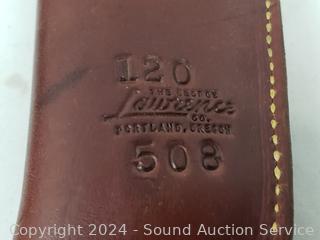 120
THE GEORGE
Lawrence
CO.
PORTLAND, OREGON
508
Copyright 2024 - Sound Auction Service